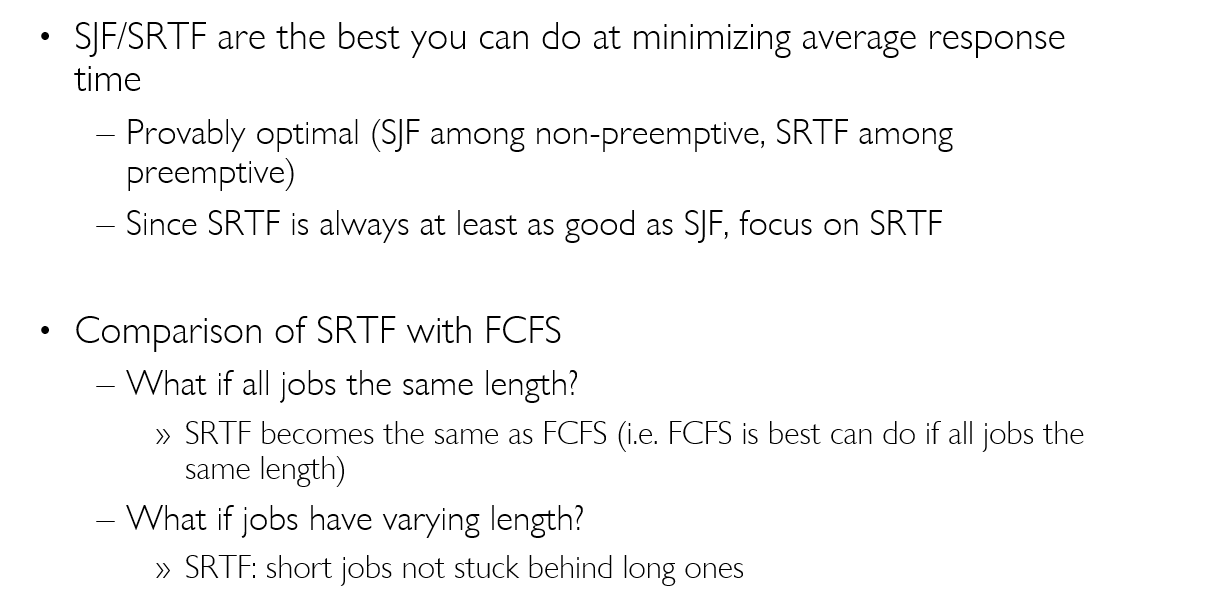 • SJF/SRTF are the best you can do at minimizing average response
time
– Provably optimal (SJF among non-preemptive, SRTF among
preemptive)
– Since SRTF is always at least as good as SJF, focus on SRTF
• Comparison of SRTF with FCFS
– What if all jobs the same length?
» SRTF becomes the same as FCFS (i.e. FCFS is best can do if all jobs the
same length)
– What if jobs have varying length?
» SRTF: short jobs not stuck behind long ones